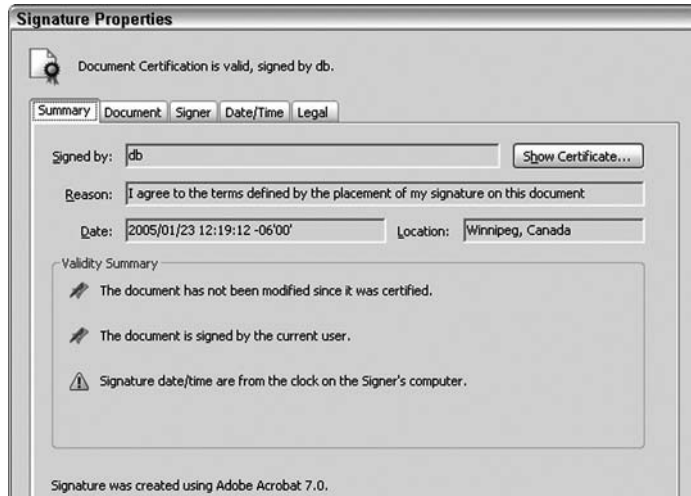 Signature Properties
Document Certification is valid, signed by db.
Summary Document Signer Date/Time Legal
Signed by: db Show Certificate...
Reason: I agree to the terms defined by the placement of my signature on this document
Date: 2005/01/23 12:19:12 -06'00' Location: Winnipeg, Canada
Validity Summary
The document has not been modified since it was certified.
The document is signed by the current user.
Signature date/time are from the clock on the Signer's computer.
Signature was created using Adobe Acrobat 7.0.